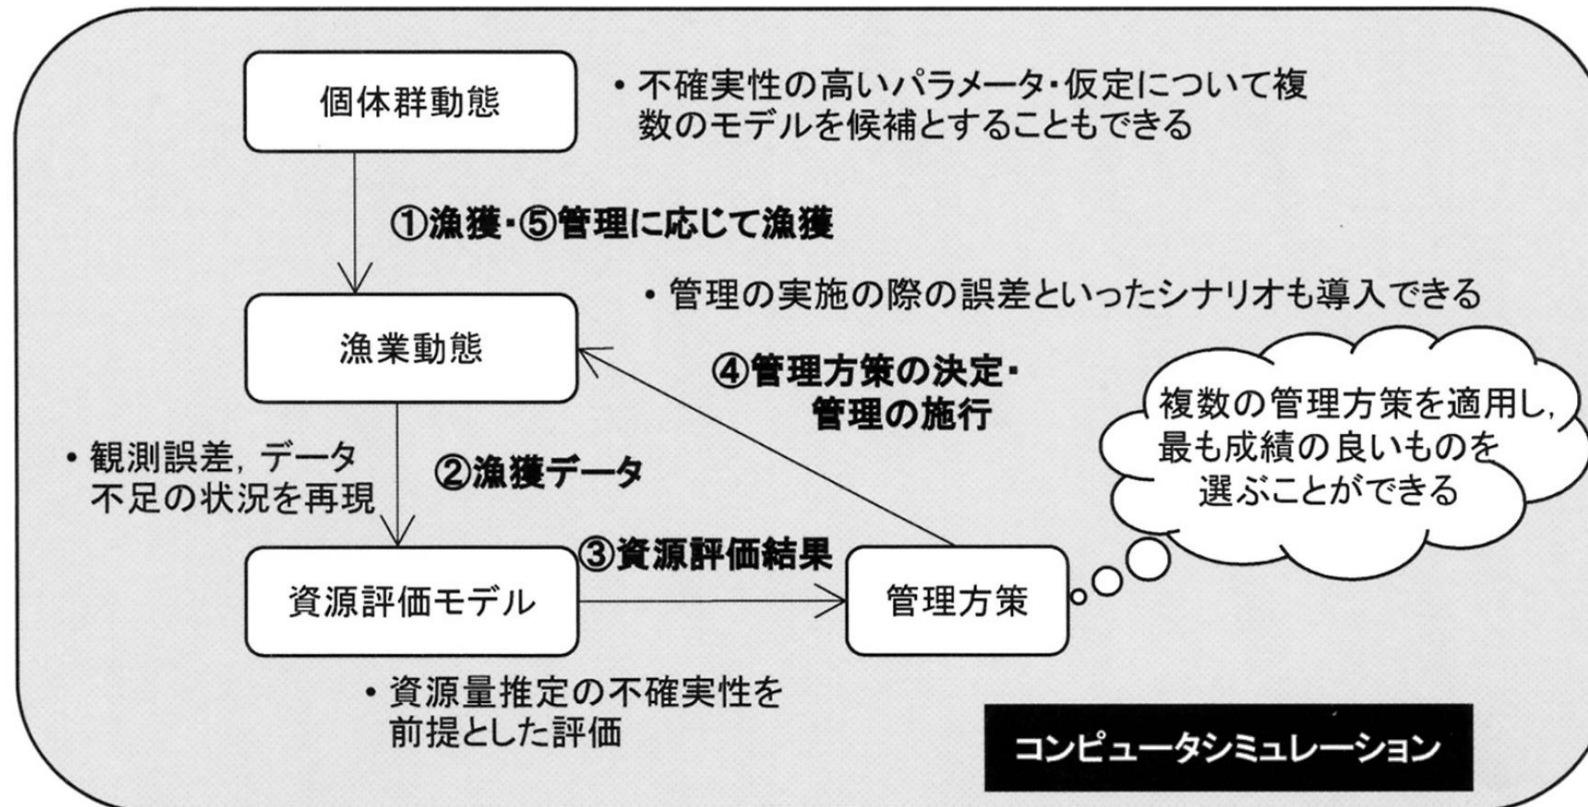 個体群動態
・不確実性の高いパラメータ・仮定について複
数のモデルを候補とすることもできる
①漁獲・⑤管理に応じて漁獲
・管理の実施の際の誤差といったシナリオも導入できる
漁業動態
④管理方策の決定・
管理の施行
複数の管理方策を適用し,
最も成績の良いものを
選ぶことができる
・観測誤差, データ
不足の状況を再現
②漁獲データ
③資源評価結果
資源評価モデル
管理方策
・資源量推定の不確実性を
前提とした評価
コンピュータシミュレーション